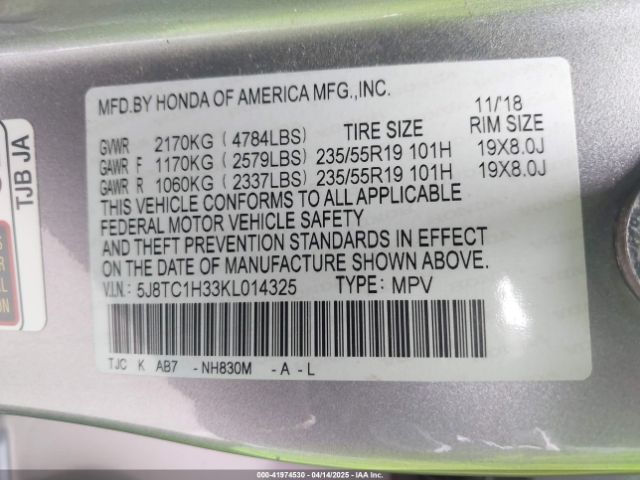 MFD.BY HONDA OF AMERICA MFG.,INC. 11/'18
GVWR 2170KG ( 4784LBS) TIRE SIZE RIM SIZE
GAWR F 1170KG ( 2579LBS) 235/55R19 101H 19X8.0J
GAWR R 1060KG ( 2337LBS) 235/55R19 101H 19X8.0J
THIS VEHICLE CONFORMS TO ALL APPLICABLE
FEDERAL MOTOR VEHICLE SAFETY
AND THEFT PREVENTION STANDARDS IN EFFECT
ON THE DATE OF MANUFACTURE SHOWN ABOVE.
V.I.N.: 5J8TC1H33KL014325 TYPE: MPV
TJC K AB7 -NH830M -A-L
TJB JA
000-41974530 - 04/14/2025 - IAA Inc.